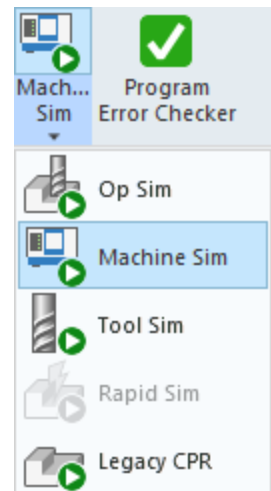 Mach...
Sim
Program
Error Checker
Op Sim
Machine Sim
Tool Sim
Rapid Sim
Legacy CPR